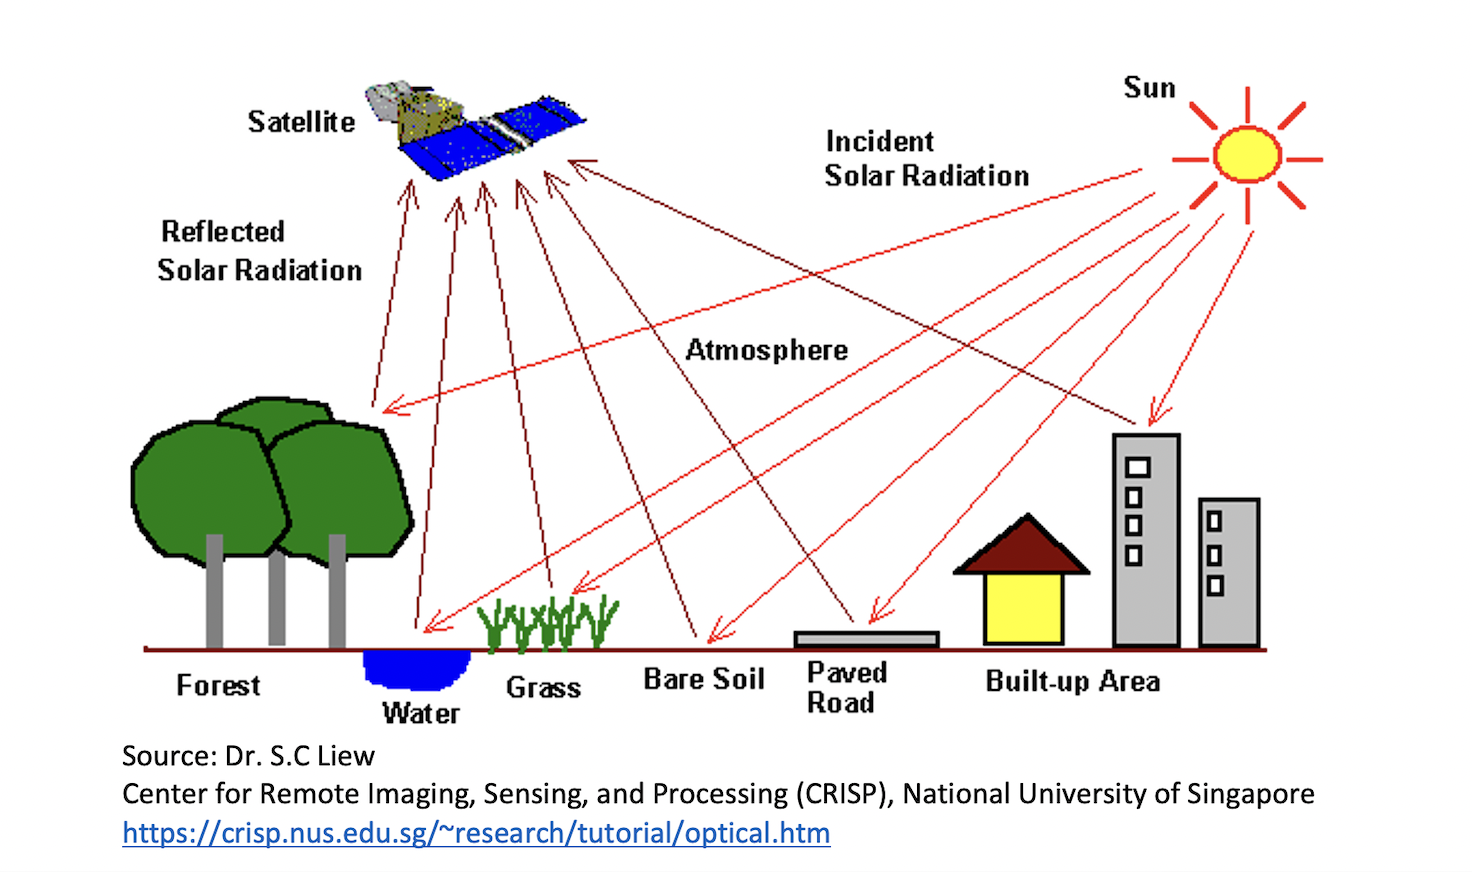 Sun
Satellite
Incident
Solar Radiation
Reflected
Solar Radiation
Atmosphere
Forest
Water
Grass
Bare Soil
Paved
Road
Built-up Area
Source: Dr. S.C Liew
Center for Remote Imaging, Sensing, and Processing (CRISP), National University of Singapore
https://crisp.nus.edu.sg/~research/tutorial/optical.htm